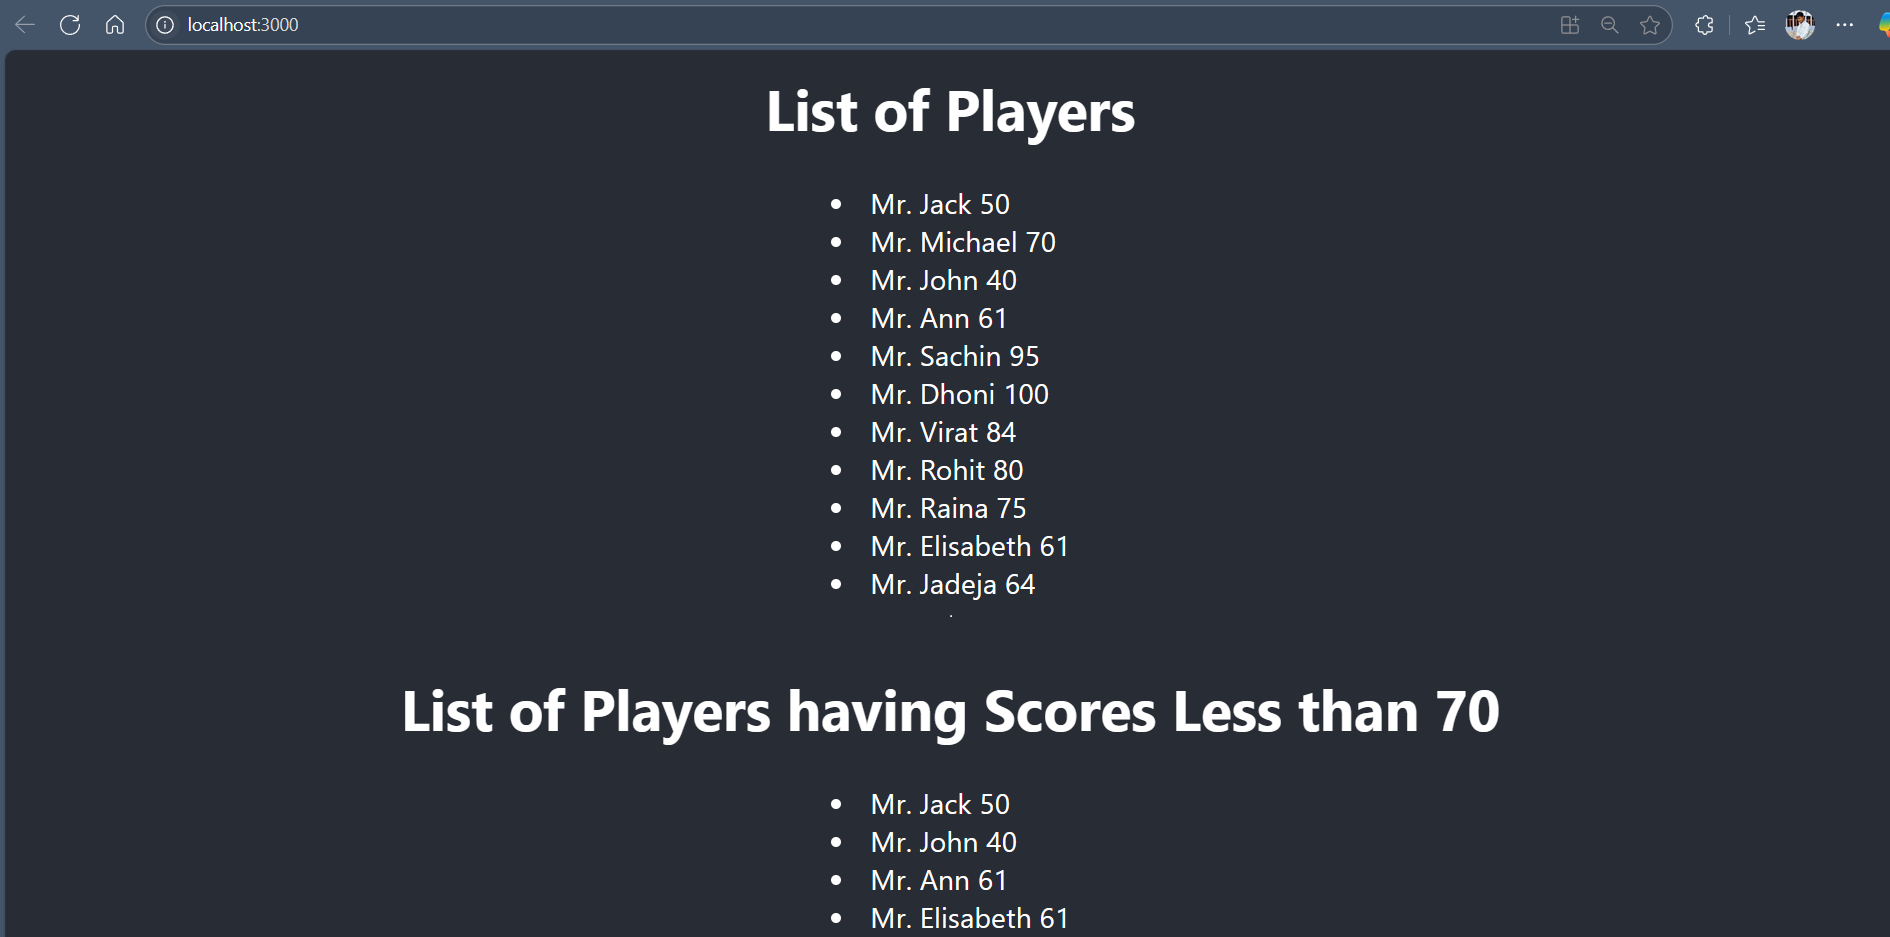 localhost:3000
List of Players
• Mr. Jack 50
• Mr. Michael 70
• Mr. John 40
• Mr. Ann 61
• Mr. Sachin 95
• Mr. Dhoni 100
• Mr. Virat 84
• Mr. Rohit 80
• Mr. Raina 75
• Mr. Elisabeth 61
• Mr. Jadeja 64
List of Players having Scores Less than 70
• Mr. Jack 50
• Mr. John 40
• Mr. Ann 61
• Mr. Elisabeth 61